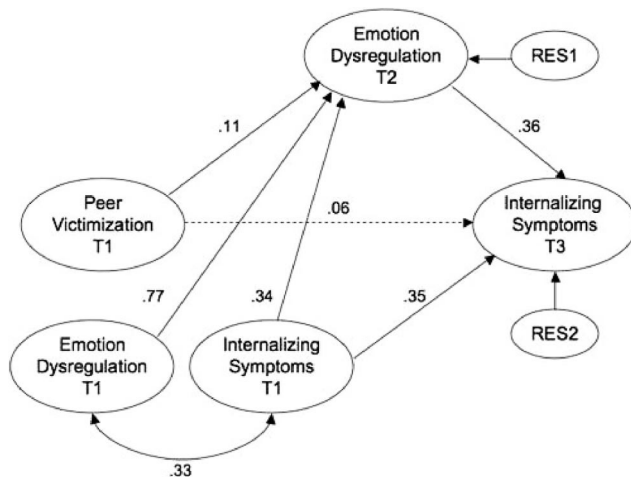 Emotion
Dysregulation
T2
RES1
.11
.36
Peer
Victimization
T1
.06
Internalizing
Symptoms
T3
.77
.34
.35
Emotion
Dysregulation
T1
Internalizing
Symptoms
T1
RES2
.33